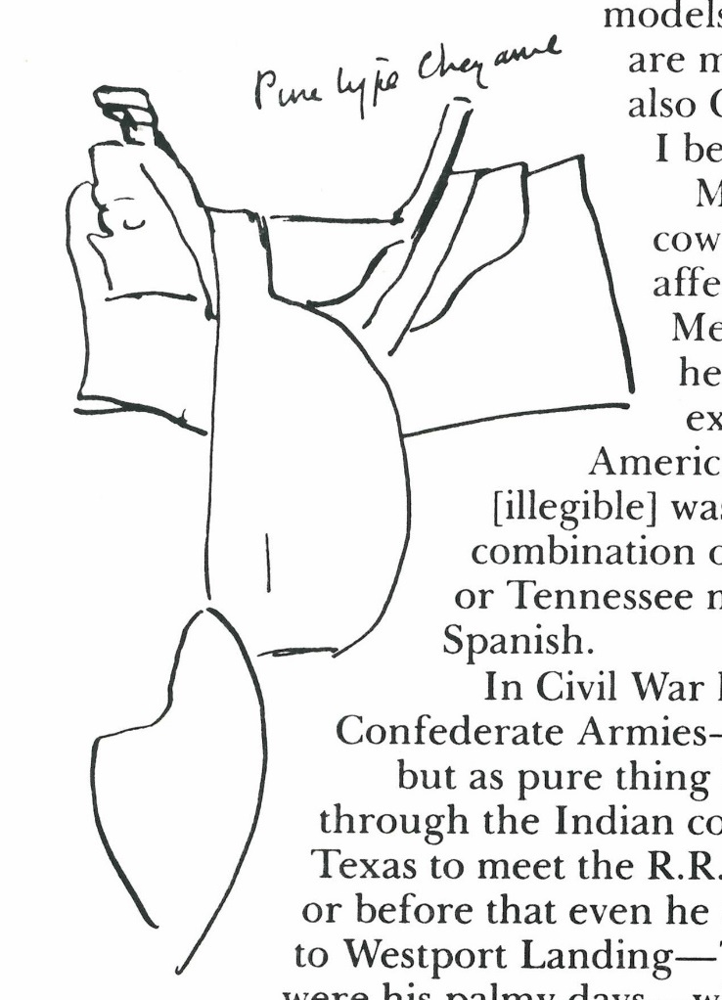 Pure type Cheyenne
models
are m
also C
I be
M
cow
affe
Me
he
ex
Americ
[illegible] was
combination o
or Tennessee n
Spanish.
In Civil War
Confederate Armies—
but as pure thing
through the Indian co
Texas to meet the R.R.
or before that even he
to Westport Landing—
were his palmy days— w